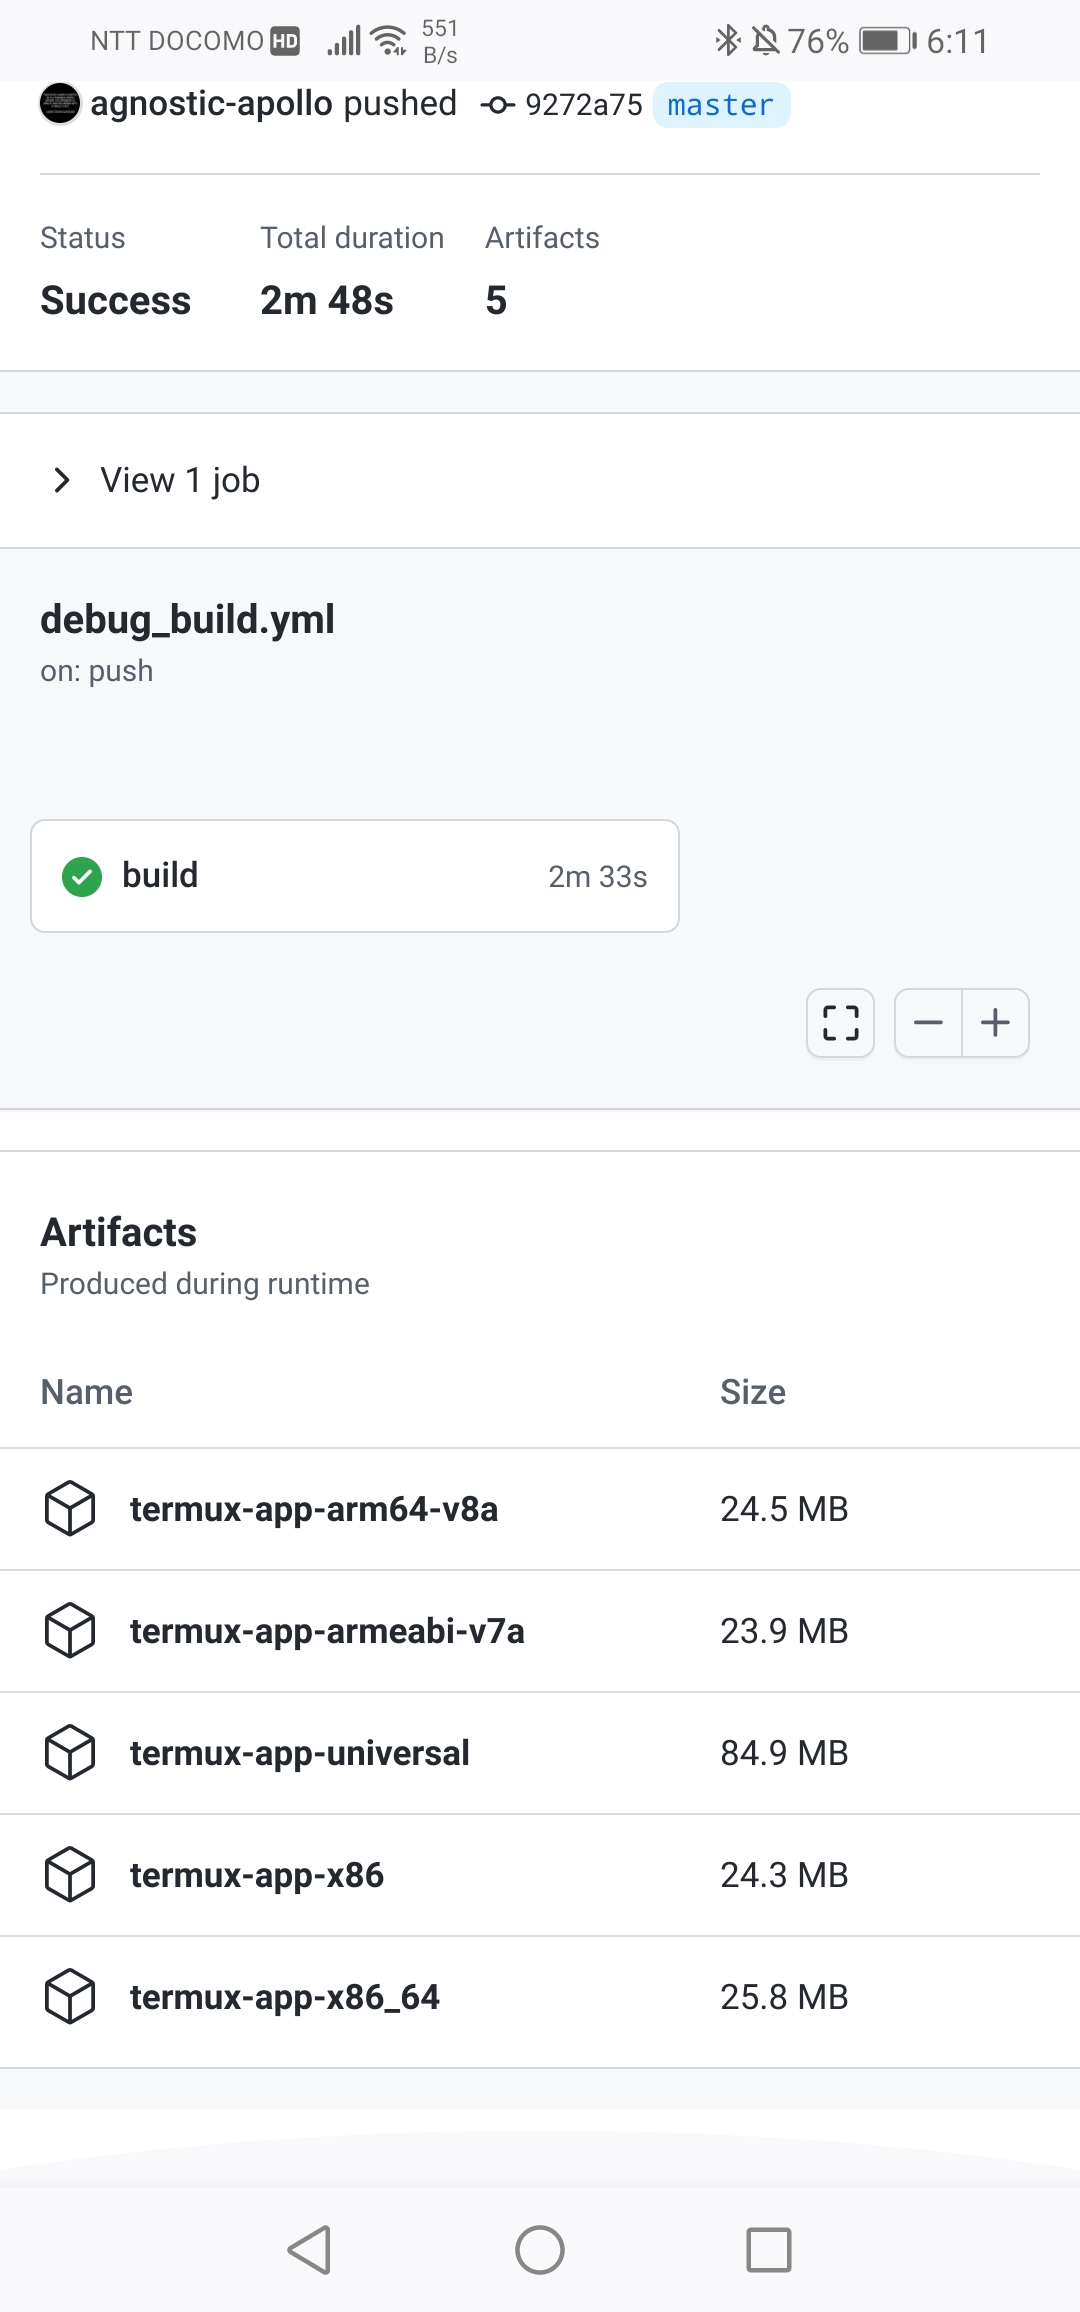 NTT DOCOMO HD 551 B/s 76% 6:11
agnostic-apollo pushed 9272a75 master
Status Total duration Artifacts
Success 2m 48s 5
View 1 job
debug_build.yml
on: push
build 2m 33s
Artifacts
Produced during runtime
Name Size
termux-app-arm64-v8a 24.5 MB
termux-app-armeabi-v7a 23.9 MB
termux-app-universal 84.9 MB
termux-app-x86 24.3 MB
termux-app-x86_64 25.8 MB